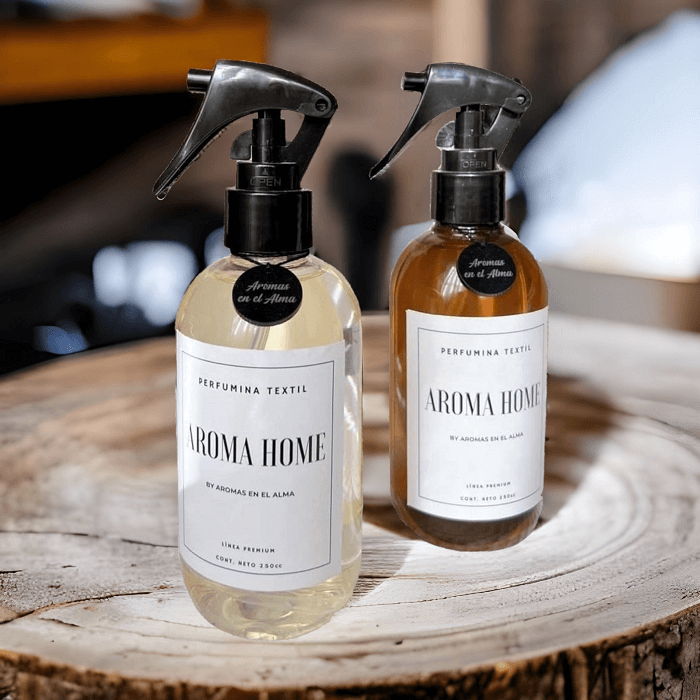 OPEN
Aromas
en el Alma
PERFUMINA TEXTIL
AROMA HOME
BY AROMAS EN EL ALMA
LÍNEA PREMIUM
CONT. NETO 250cc
OPEN
Aromas
en el Alma
PERFUMINA TEXTIL
AROMA HOME
BY AROMAS EN EL ALMA
LÍNEA PREMIUM
CONT. NETO 250cc